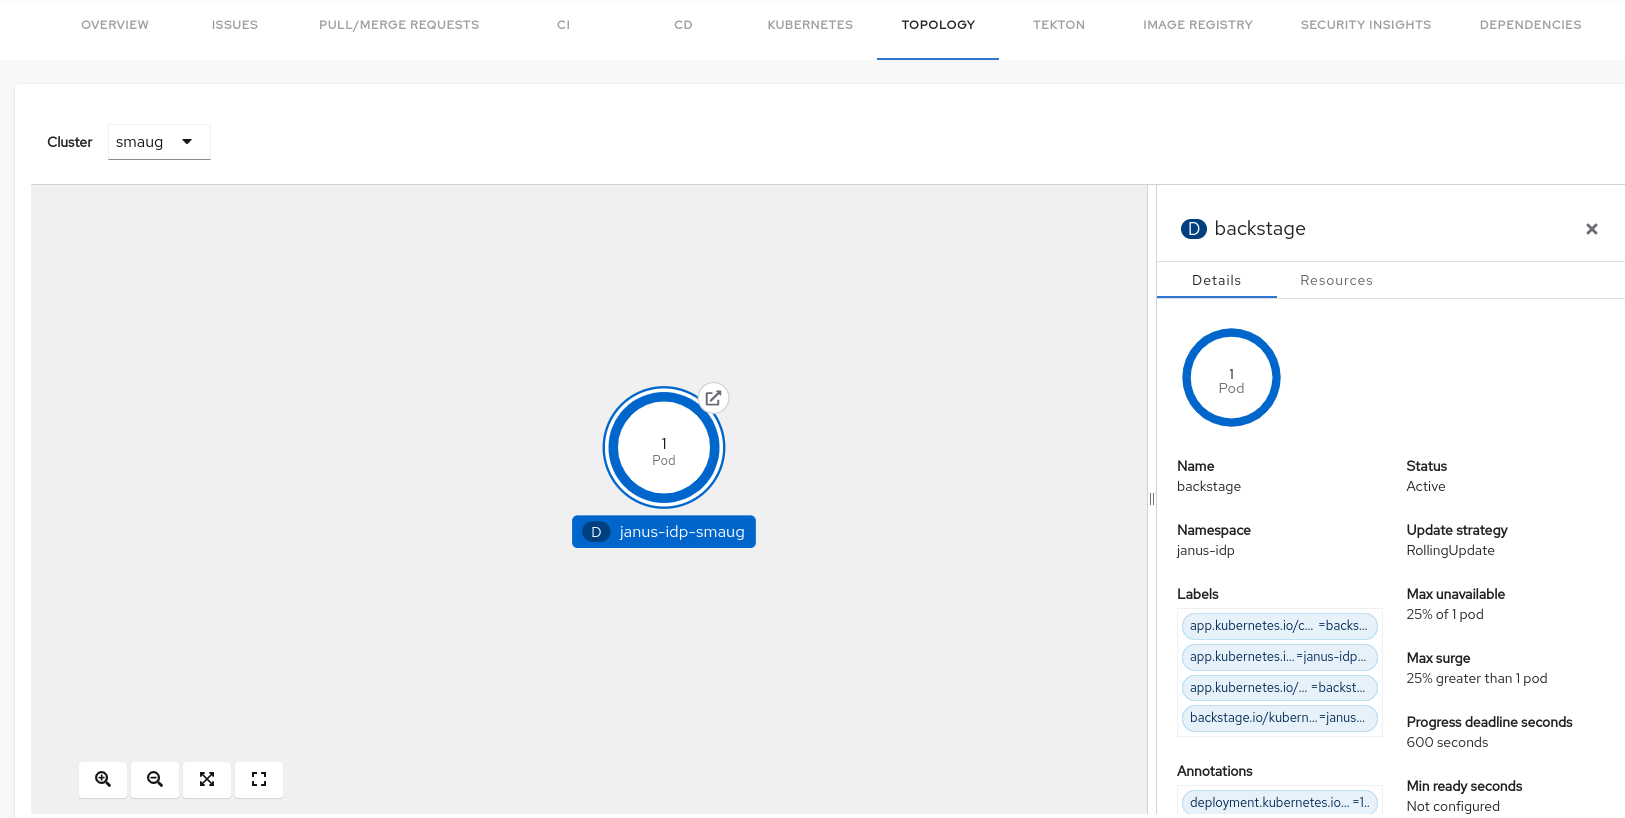 OVERVIEW ISSUES PULL/MERGE REQUESTS CI CD KUBERNETES TOPOLOGY TEKTON IMAGE REGISTRY SECURITY INSIGHTS DEPENDENCIES
Cluster smaug
1
Pod
D janus-idp-smaug
D backstage
Details Resources
1
Pod
Name
backstage
Status
Active
Namespace
janus-idp
Update strategy
RollingUpdate
Labels
app.kubernetes.io/c... =backs...
app.kubernetes.i...=janus-idp...
app.kubernetes.io/... =backst...
backstage.io/kubern...=janus...
Max unavailable
25% of 1 pod
Max surge
25% greater than 1 pod
Progress deadline seconds
600 seconds
Annotations
deployment.kubernetes.io... =1..
Min ready seconds
Not configured